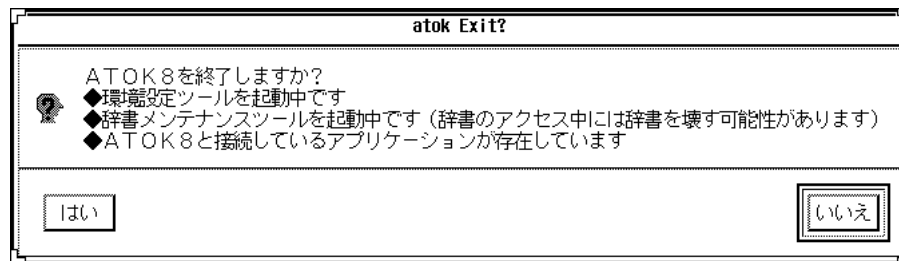 atok Exit?
ATOK8を終了しますか?
◆環境設定ツールを起動中です
◆辞書メンテナンスツールを起動中です(辞書のアクセス中には辞書を壊す可能性があります)
◆ATOK8と接続しているアプリケーションが存在しています
はい
いいえ